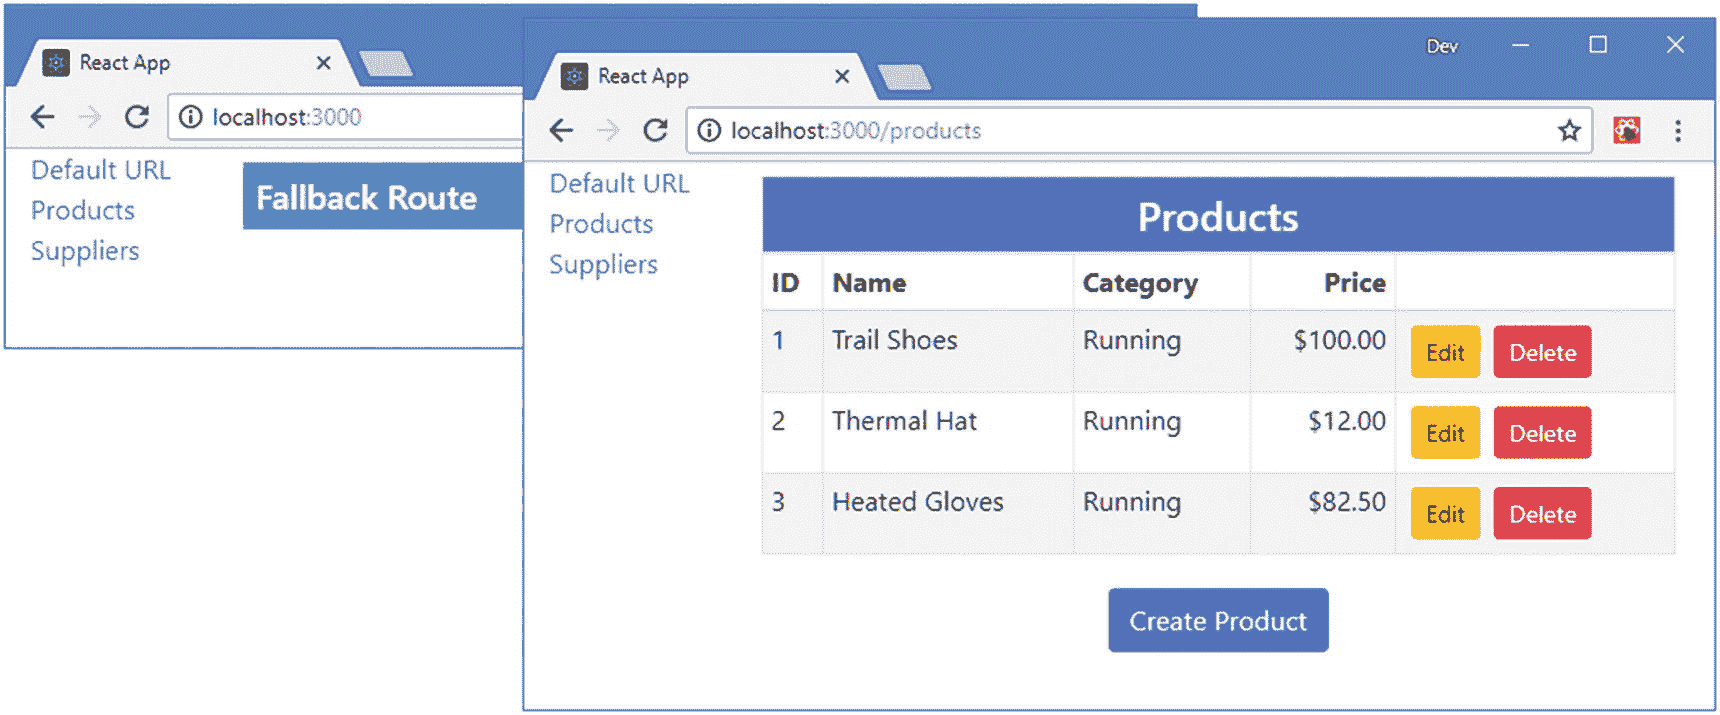 React App
localhost:3000
Default URL
Products
Suppliers
Fallback Route
Dev
React App
localhost:3000/products
Default URL
Products
Suppliers
Products
ID Name Category Price
1 Trail Shoes Running $100.00 Edit Delete
2 Thermal Hat Running $12.00 Edit Delete
3 Heated Gloves Running $82.50 Edit Delete
Create Product